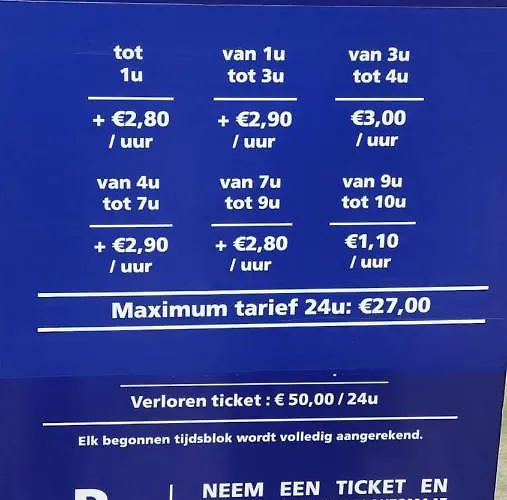 tot
1u
van 1u
tot 3u
van 3u
tot 4u
+ €2,80
/ uur
+ €2,90
/ uur
€3,00
/ uur
van 4u
tot 7u
van 7u
tot 9u
van 9u
tot 10u
+ €2,90
/ uur
+ €2,80
/ uur
€1,10
/ uur
Maximum tarief 24u: €27,00
Verloren ticket : € 50,00 / 24u
Elk begonnen tijdsblok wordt volledig aangerekend.
NEEM EEN TICKET EN